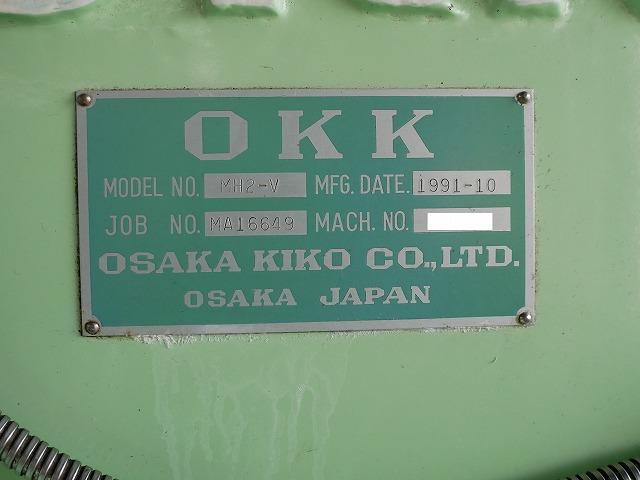 OKK
MODEL NO. MH2-V MFG. DATE. 1991-10
JOB NO. MA16649 MACH. NO.
OSAKA KIKO CO.,LTD.
OSAKA JAPAN